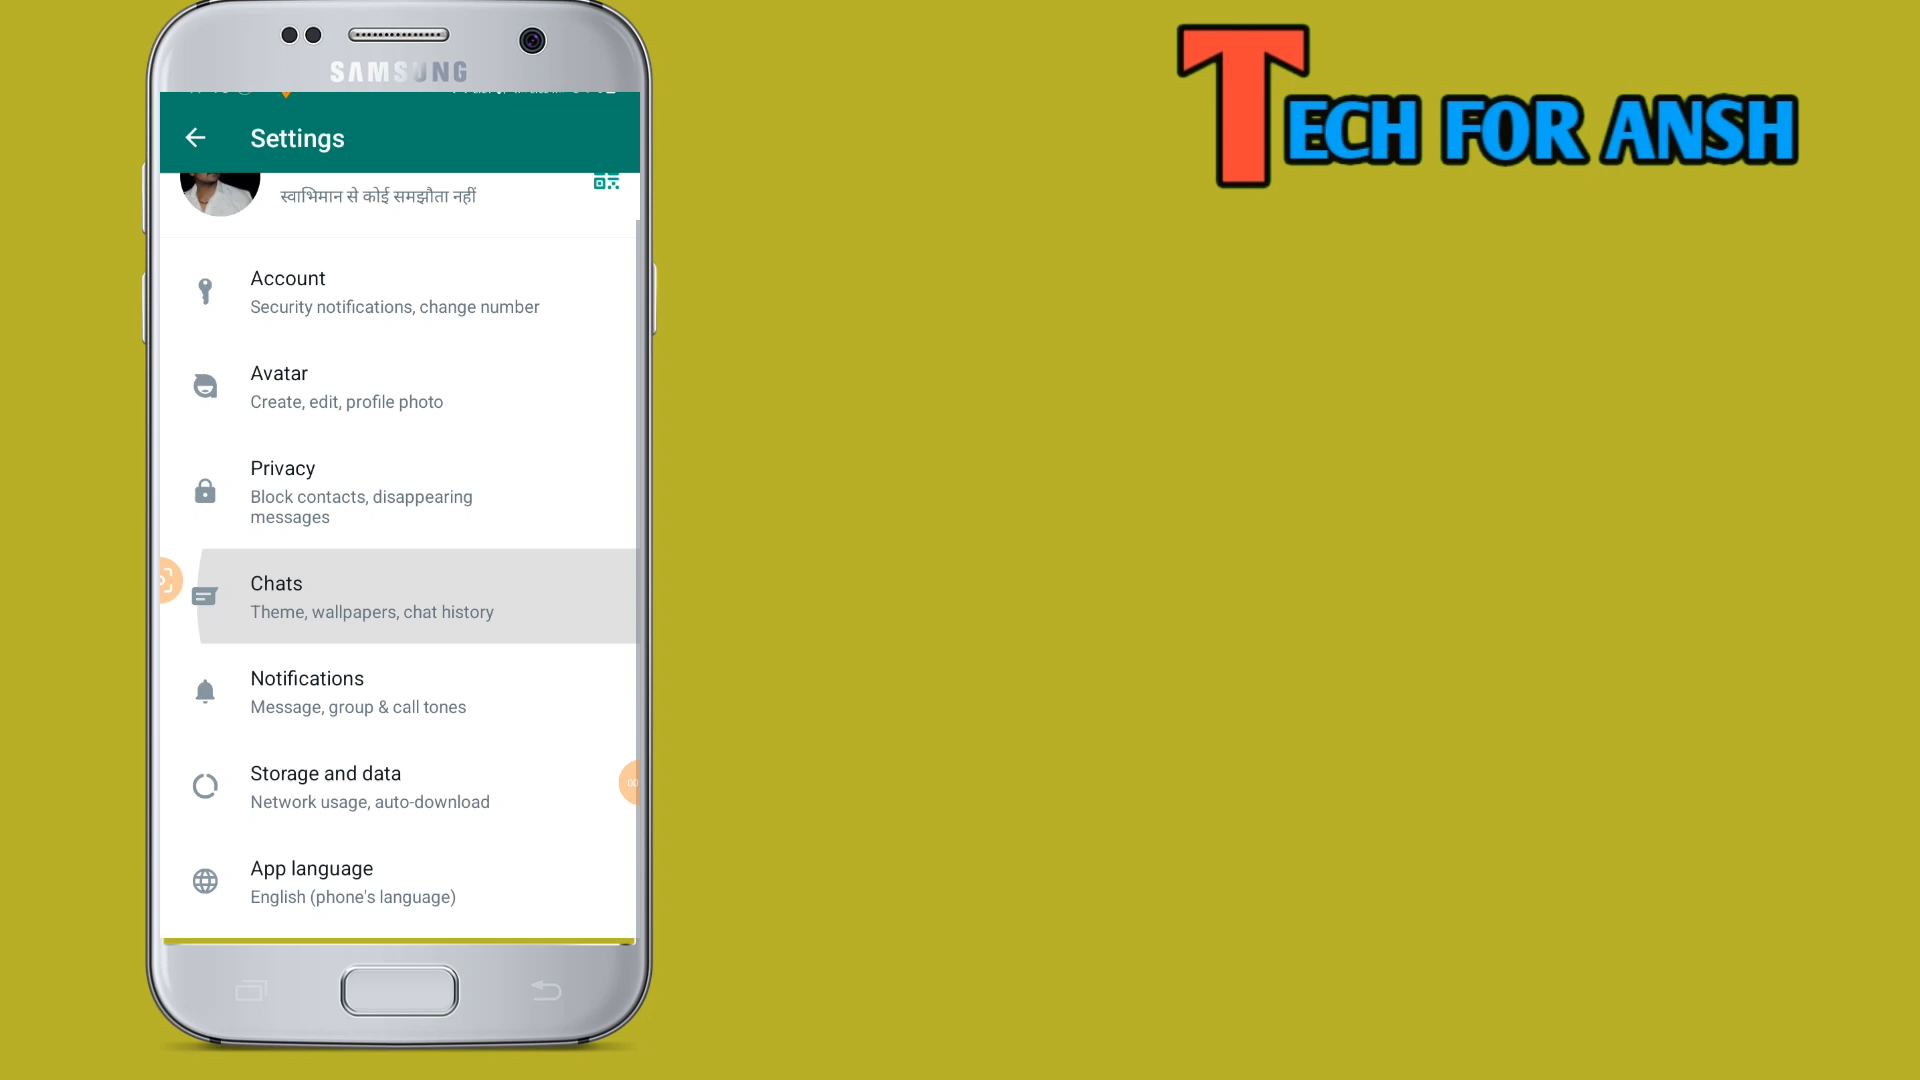 SAMSUNG
Settings
स्वाभिमान से कोई समझौता नहीं
Account
Security notifications, change number
Avatar
Create, edit, profile photo
Privacy
Block contacts, disappearing
messages
Chats
Theme, wallpapers, chat history
Notifications
Message, group & call tones
Storage and data
Network usage, auto-download
App language
English (phone's language)
TECH FOR ANSH